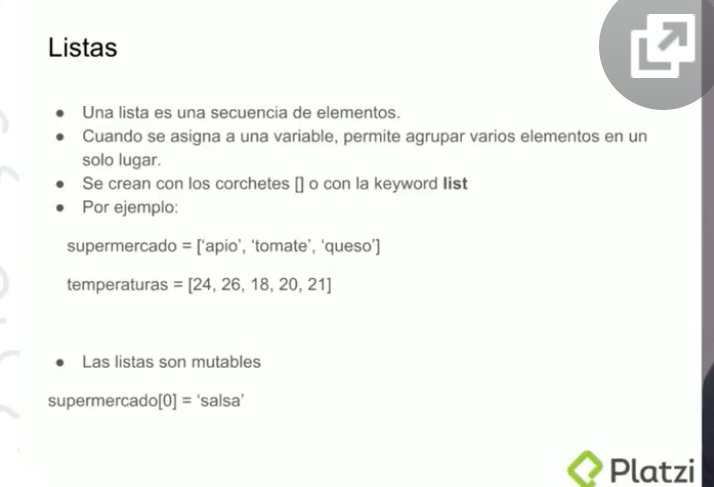 Listas
● Una lista es una secuencia de elementos.
● Cuando se asigna a una variable, permite agrupar varios elementos en un
solo lugar.
● Se crean con los corchetes [] o con la keyword list
● Por ejemplo:
supermercado = [‘apio’, ‘tomate’, ‘queso’]
temperaturas = [24, 26, 18, 20, 21]
● Las listas son mutables
supermercado[0] = ‘salsa’
Platzi